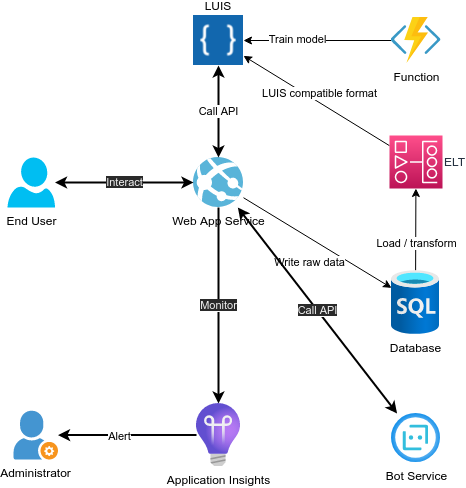 LUIS
Train model
Function
LUIS compatible format
Call API
ELT
Interact
End User
Web App Service
Load / transform
Write raw data
SQL
Monitor
Call API
Database
Alert
Administrator
Application Insights
Bot Service